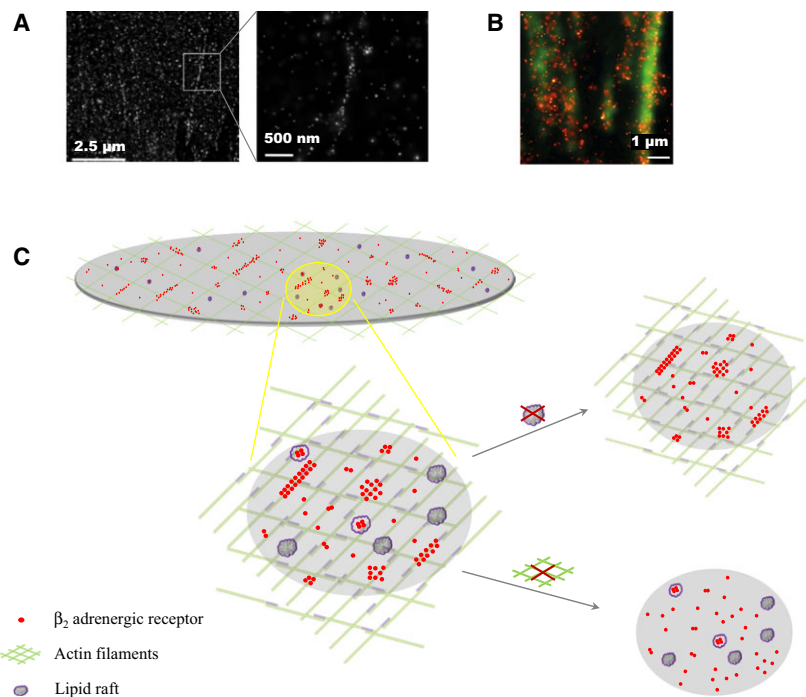 A
B
2.5 µm
500 nm
1 µm
C
β₂ adrenergic receptor
Actin filaments
Lipid raft